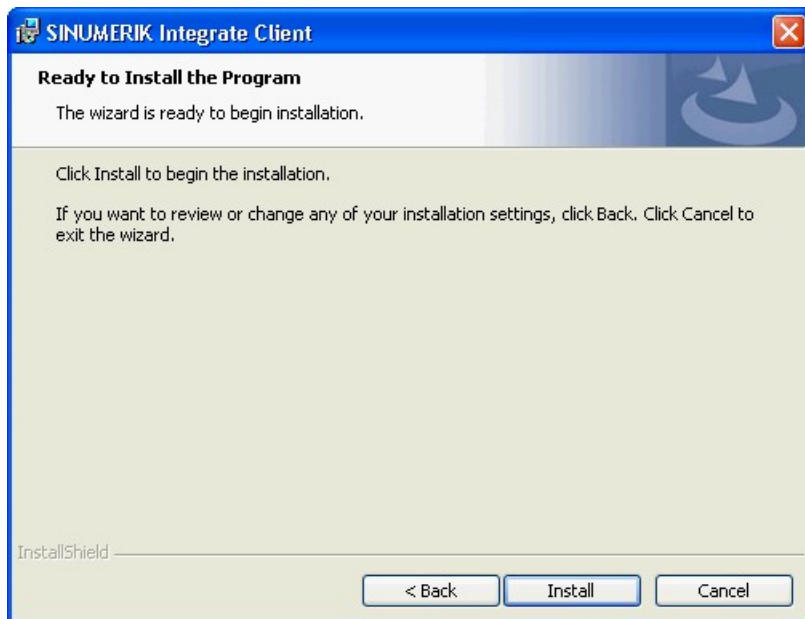 SINUMERIK Integrate Client
Ready to Install the Program
The wizard is ready to begin installation.
Click Install to begin the installation.
If you want to review or change any of your installation settings, click Back. Click Cancel to
exit the wizard.
InstallShield
< Back
Install
Cancel